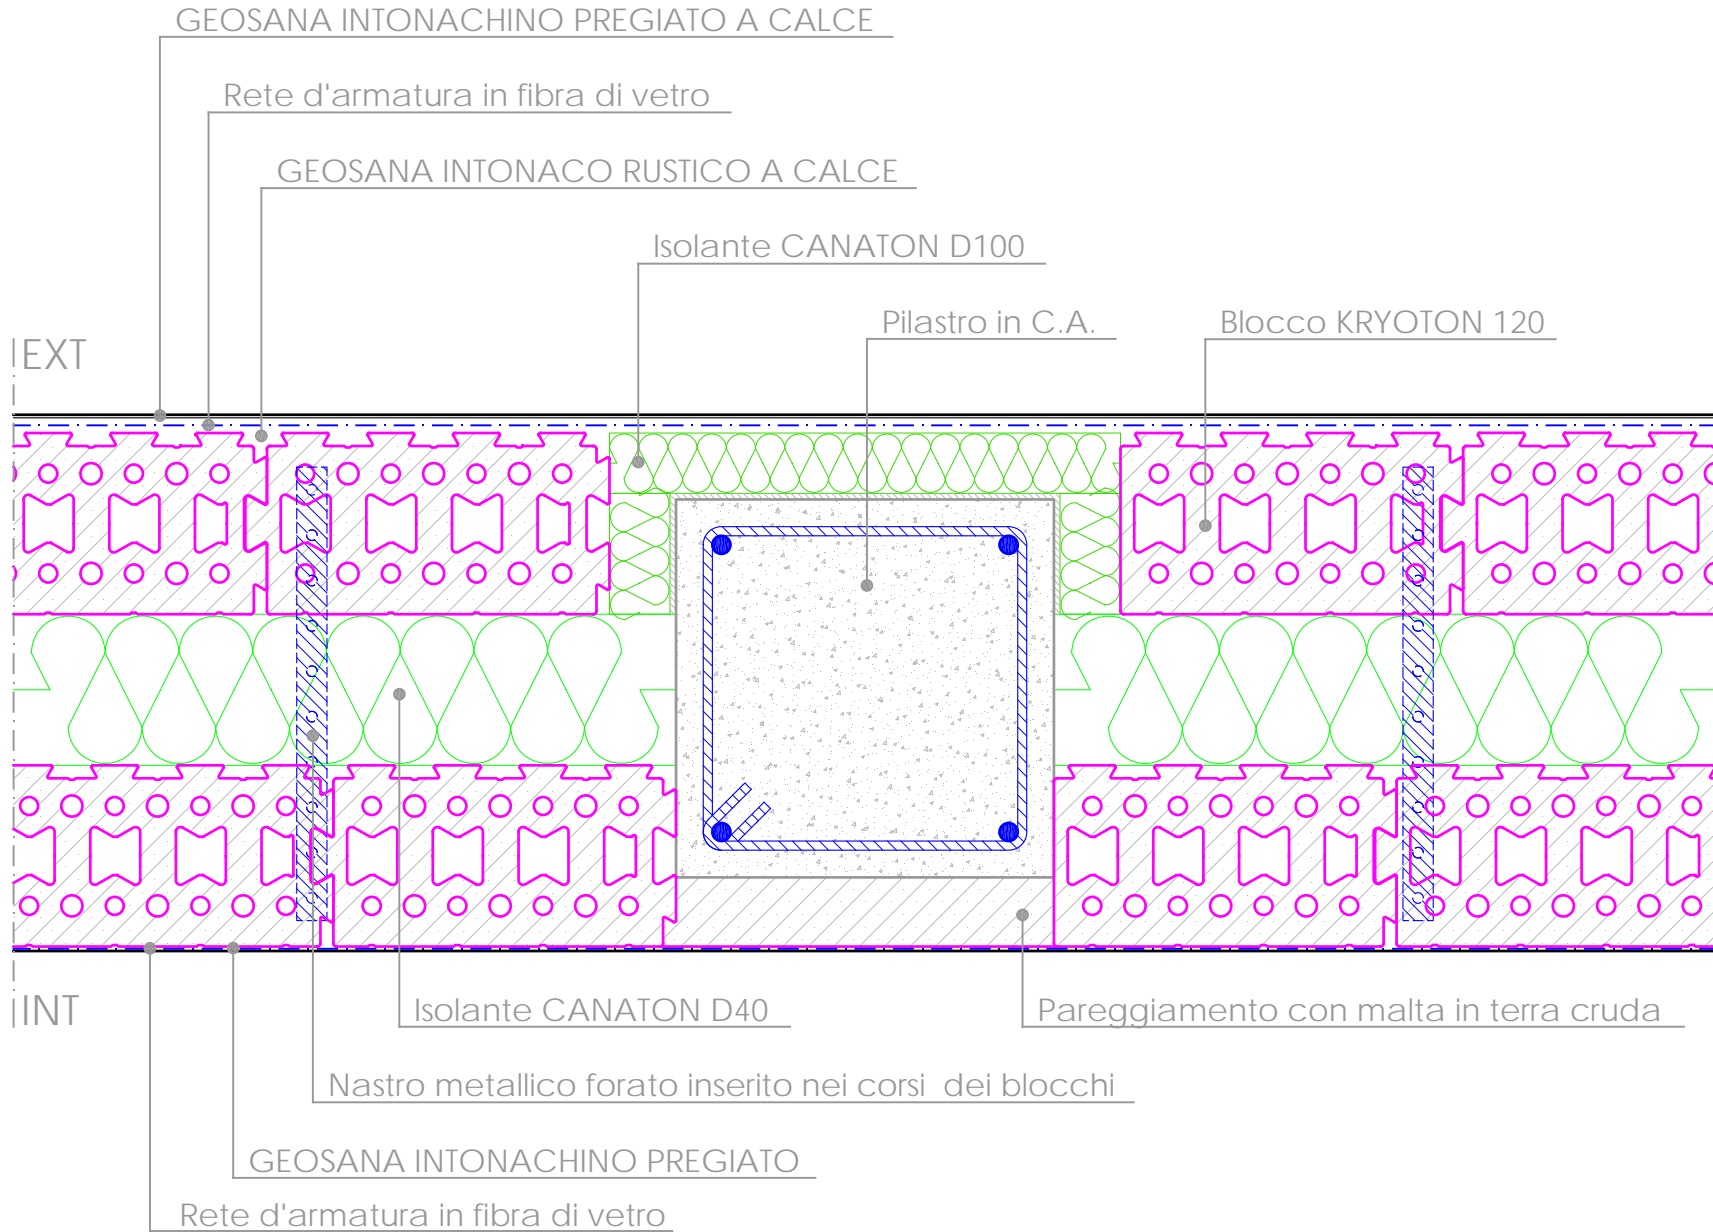 GEOSANA INTONACHINO PREGIATO A CALCE
Rete d'armatura in fibra di vetro
GEOSANA INTONACO RUSTICO A CALCE
Isolante CANATON D100
Pilastro in C.A.
Blocco KRYOTON 120
EXT
INT
Isolante CANATON D40
Pareggiamento con malta in terra cruda
Nastro metallico forato inserito nei corsi dei blocchi
GEOSANA INTONACHINO PREGIATO
Rete d'armatura in fibra di vetro